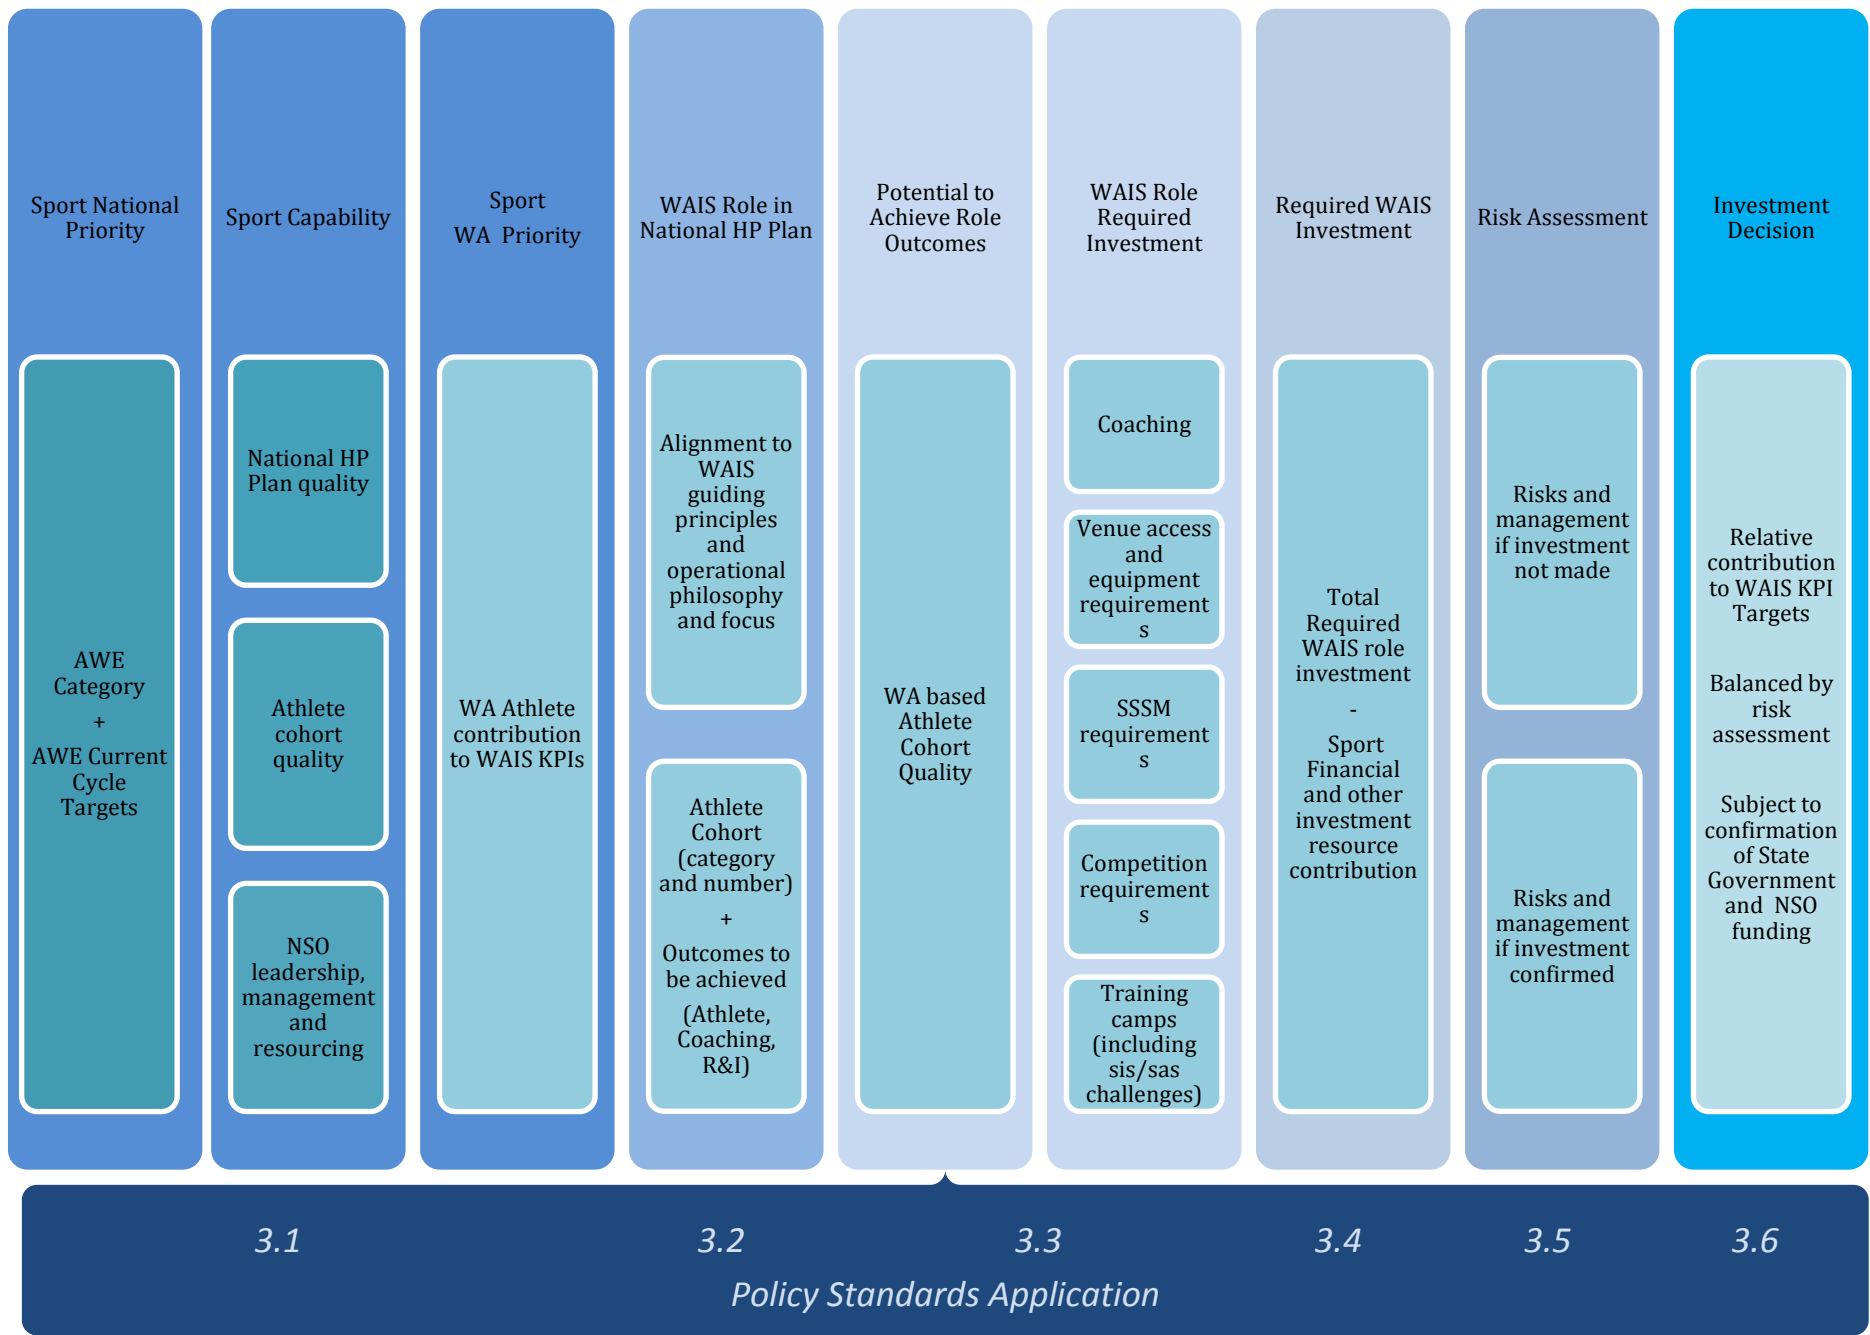 Sport National
Priority
Sport Capability
Sport
WA Priority
WAIS Role in
National HP Plan
Potential to
Achieve Role
Outcomes
WAIS Role
Required
Investment
Required WAIS
Investment
Risk Assessment
Investment
Decision
AWE
Category
+
AWE Current
Cycle
Targets
National HP
Plan quality
Athlete
cohort
quality
NSO
leadership,
management
and
resourcing
WA Athlete
contribution
to WAIS KPIs
Alignment to
WAIS
guiding
principles
and
operational
philosophy
and focus
Athlete
Cohort
(category
and number)
+
Outcomes to
be achieved
(Athlete,
Coaching,
R&I)
WA based
Athlete
Cohort
Quality
Coaching
Venue access
and
equipment
requirement
s
SSSM
requirement
s
Competition
requirement
s
Training
camps
(including
sis/sas
challenges)
Total
Required
WAIS role
investment
-
Sport
Financial
and other
investment
resource
contribution
Risks and
management
if investment
not made
Risks and
management
if investment
confirmed
Relative
contribution
to WAIS KPI
Targets
Balanced by
risk
assessment
Subject to
confirmation
of State
Government
and NSO
funding
3.1 3.2 3.3 3.4 3.5 3.6
Policy Standards Application